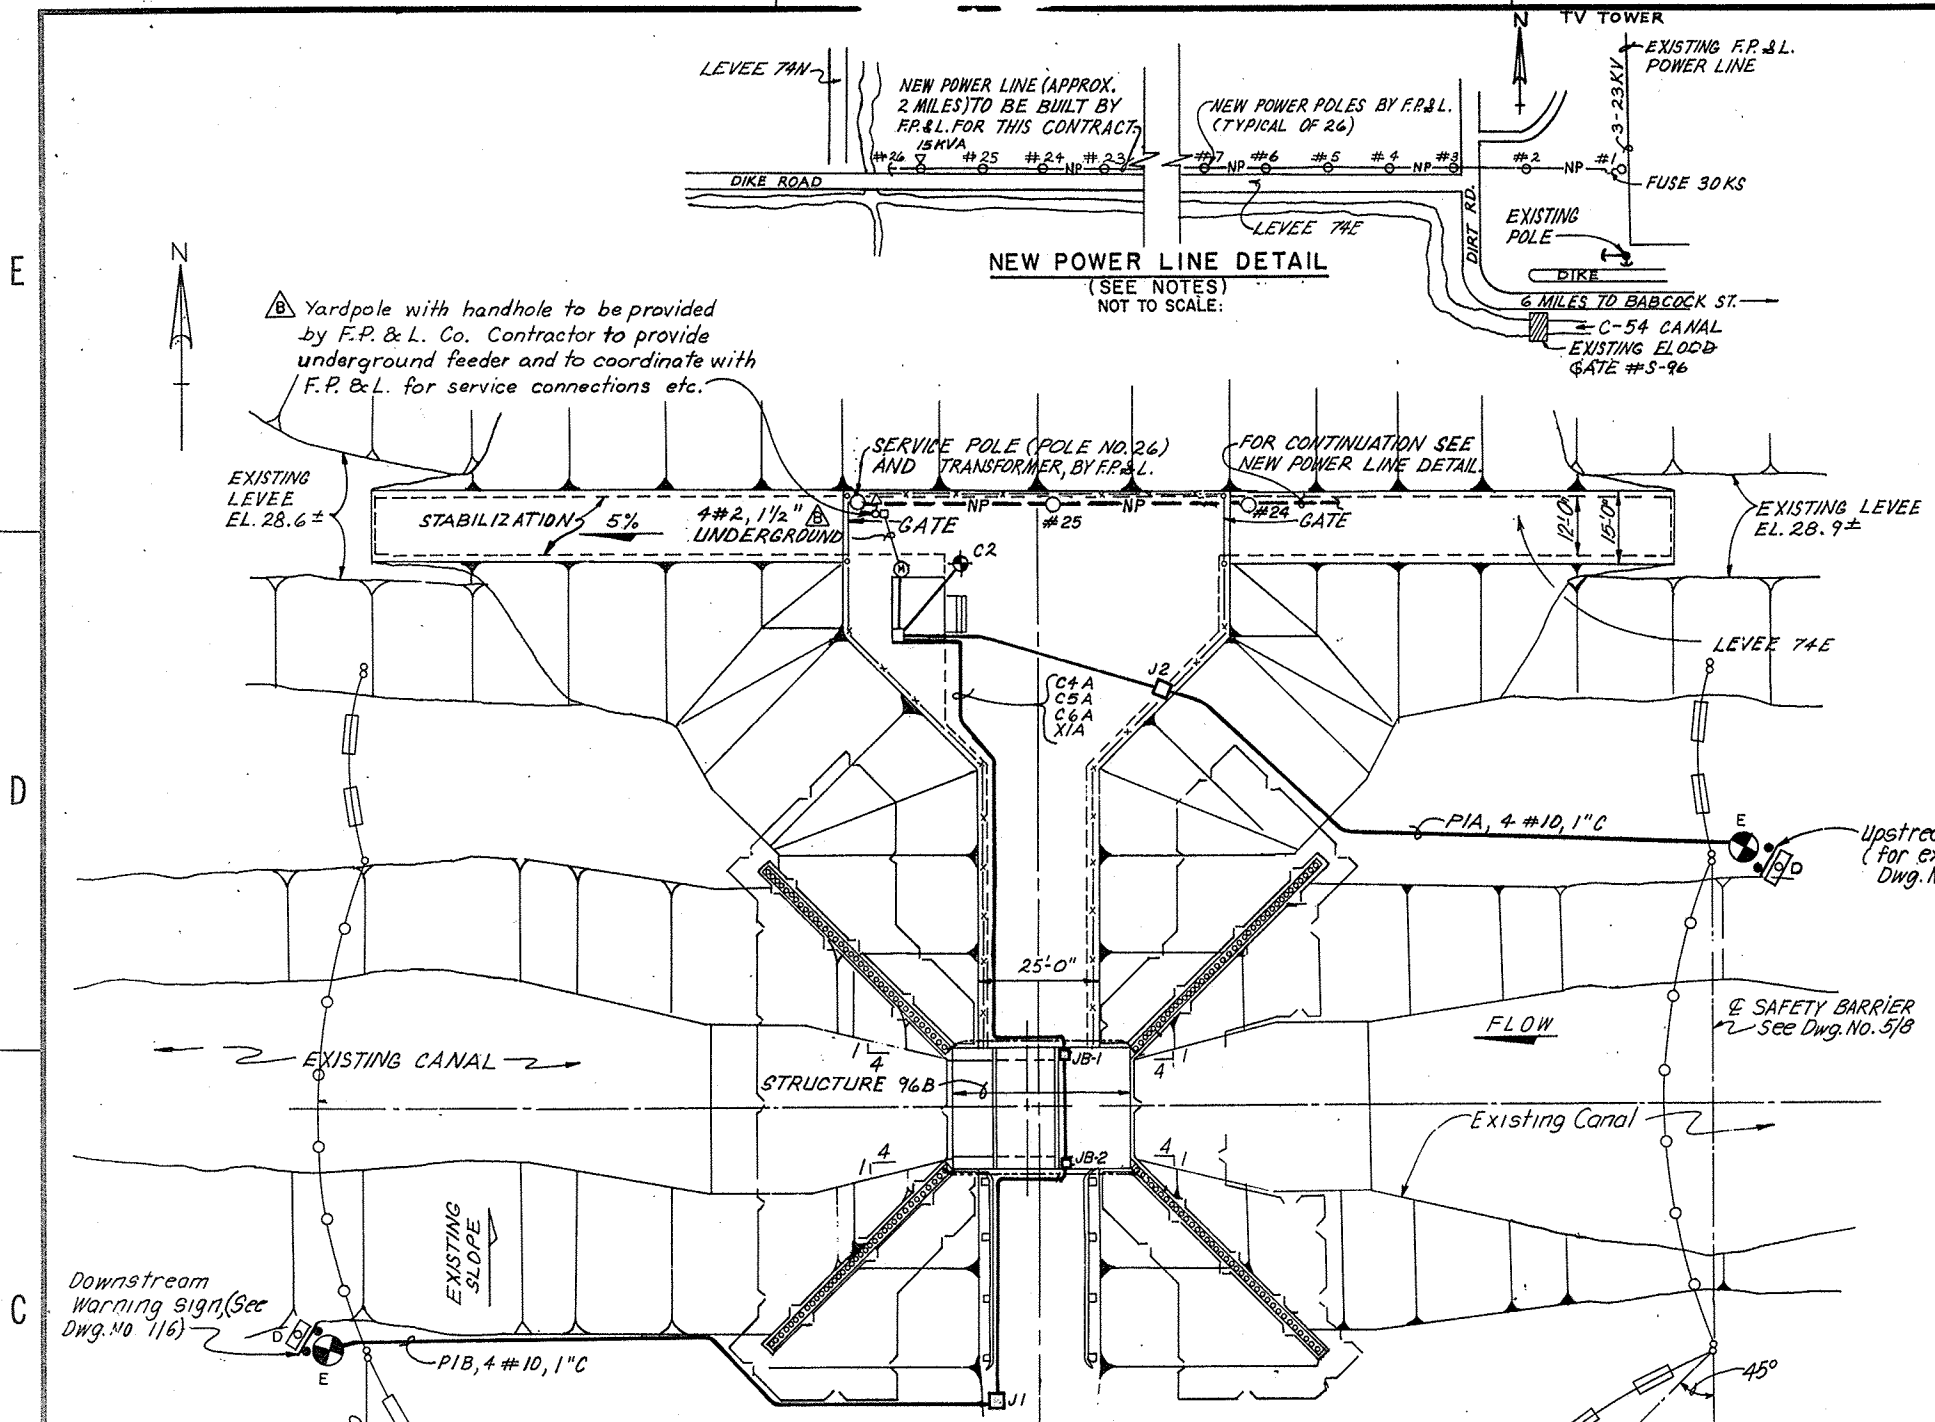 N
TV TOWER
EXISTING F.P.&L.
POWER LINE
3-23KV
LEVEE 74N
NEW POWER LINE (APPROX.
2 MILES) TO BE BUILT BY
F.P.&L. FOR THIS CONTRACT.
15KVA
NEW POWER POLES BY F.P.&L.
(TYPICAL OF 26)
#26
#25
#24
NP
#23
#7
NP
#6
#5
#4
NP
#3
#2
NP
#1
FUSE 30KS
DIKE ROAD
LEVEE 74E
DIRT RD.
EXISTING
POLE
DIKE
6 MILES TO BABCOCK ST.
C-54 CANAL
EXISTING FLOOD
GATE #S-96
NEW POWER LINE DETAIL
(SEE NOTES)
NOT TO SCALE:
E
N
B Yardpole with handhole to be provided
by F.P. & L. Co. Contractor to provide
underground feeder and to coordinate with
F.P. & L. for service connections etc.
SERVICE POLE (POLE NO. 26)
AND TRANSFORMER, BY F.P.&L.
FOR CONTINUATION SEE
NEW POWER LINE DETAIL.
EXISTING
LEVEE
EL. 28.6±
STABILIZATION
5%
4#2, 1½" B
UNDERGROUND
GATE
NP
#25
NP
#24
GATE
12'-0"
15'-0"
EXISTING LEVEE
EL. 28.9±
M
C2
LEVEE 74E
J2
C4A
C5A
C6A
X1A
D
P1A, 4 #10, 1"C
E
D
Upstre
(for ex
Dwg. N
25'-0"
FLOW
℄ SAFETY BARRIER
See Dwg. No. 5/8
EXISTING CANAL
1
4
JB-1
4
1
STRUCTURE 96B
Existing Canal
4
1
JB-2
4
1
EXISTING
SLOPE
C
Downstream
Warning sign, (See
Dwg. No 1/6)
D
E
P1B, 4 #10, 1"C
J1
45°